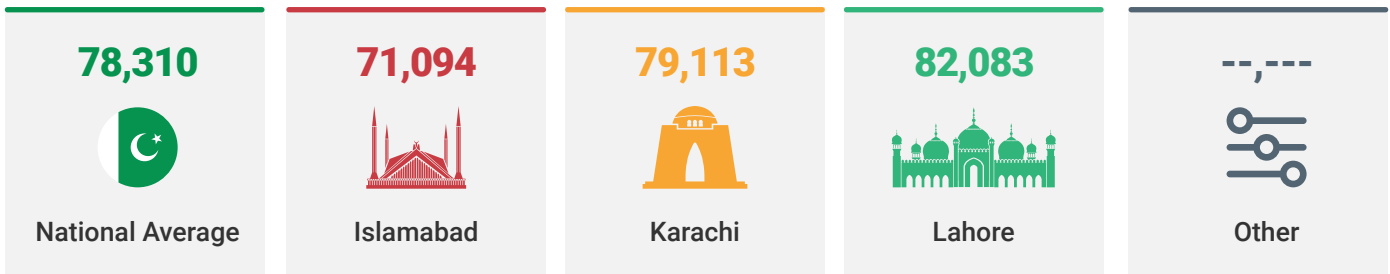 78,310
National Average
71,094
Islamabad
79,113
Karachi
82,083
Lahore
--,---
Other